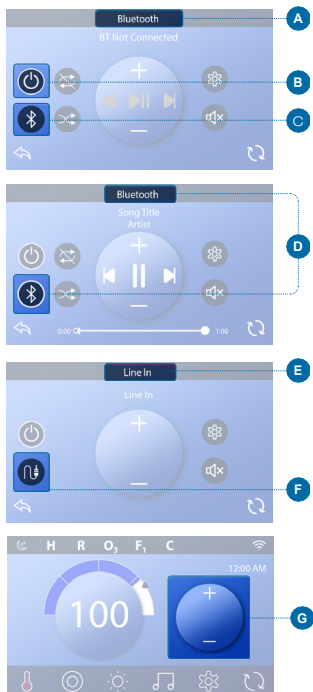 Bluetooth
A
BT Not Connected
B
C
Bluetooth
Song Title
Artist
D
0:00
1:00
Line In
E
Line In
F
H R O₃ F₁ C
12:00 AM
100
G